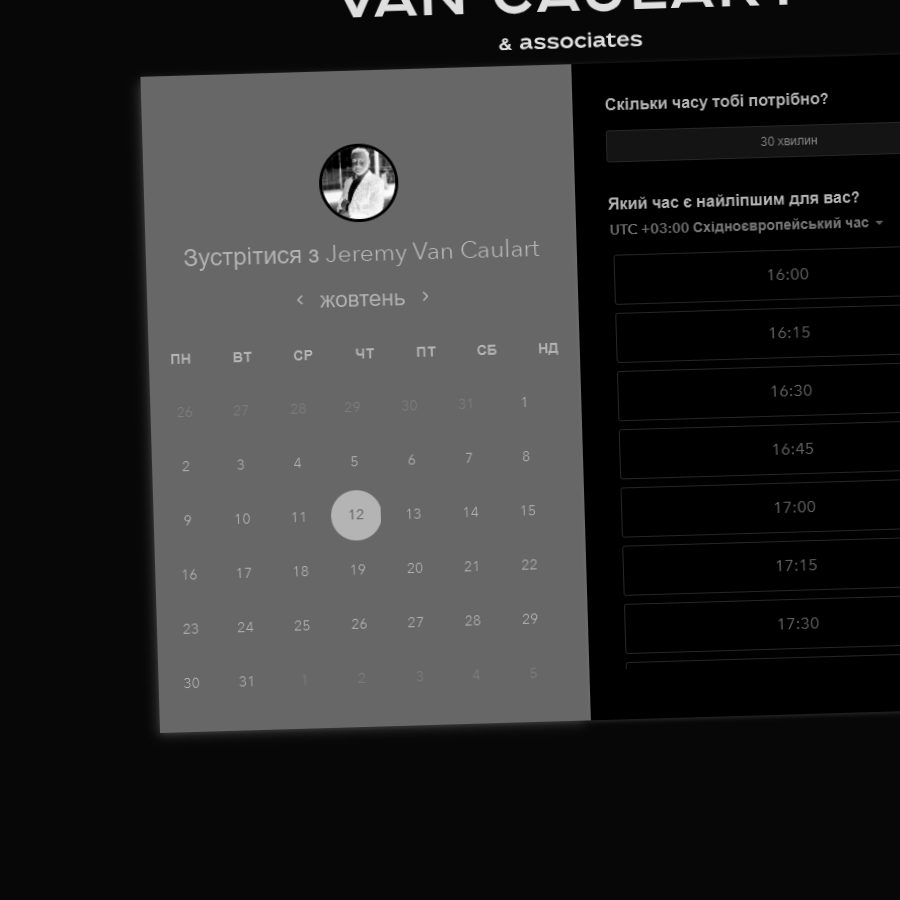 VAN CAULART
& associates
Зустрітися з Jeremy Van Caulart
жовтень
ПН ВТ СР ЧТ ПТ СБ НД
26 27 28 29 30 31 1
2 3 4 5 6 7 8
9 10 11 12 13 14 15
16 17 18 19 20 21 22
23 24 25 26 27 28 29
30 31 1 2 3 4 5
Скільки часу тобі потрібно?
30 хвилин
Який час є найліпшим для вас?
UTC +03:00 Східноєвропейський час
16:00
16:15
16:30
16:45
17:00
17:15
17:30